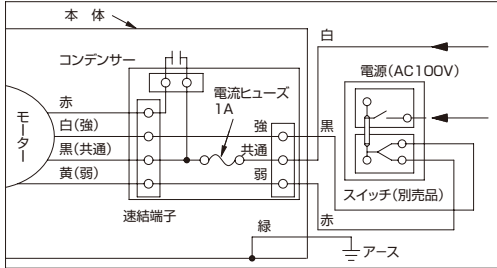 本 体
コンデンサー
電流ヒューズ
1A
白
電源(AC100V)
赤
モーター
白(強)
強
黒
黒(共通)
共通
黄(弱)
弱
スイッチ(別売品)
速結端子
赤
緑
アース